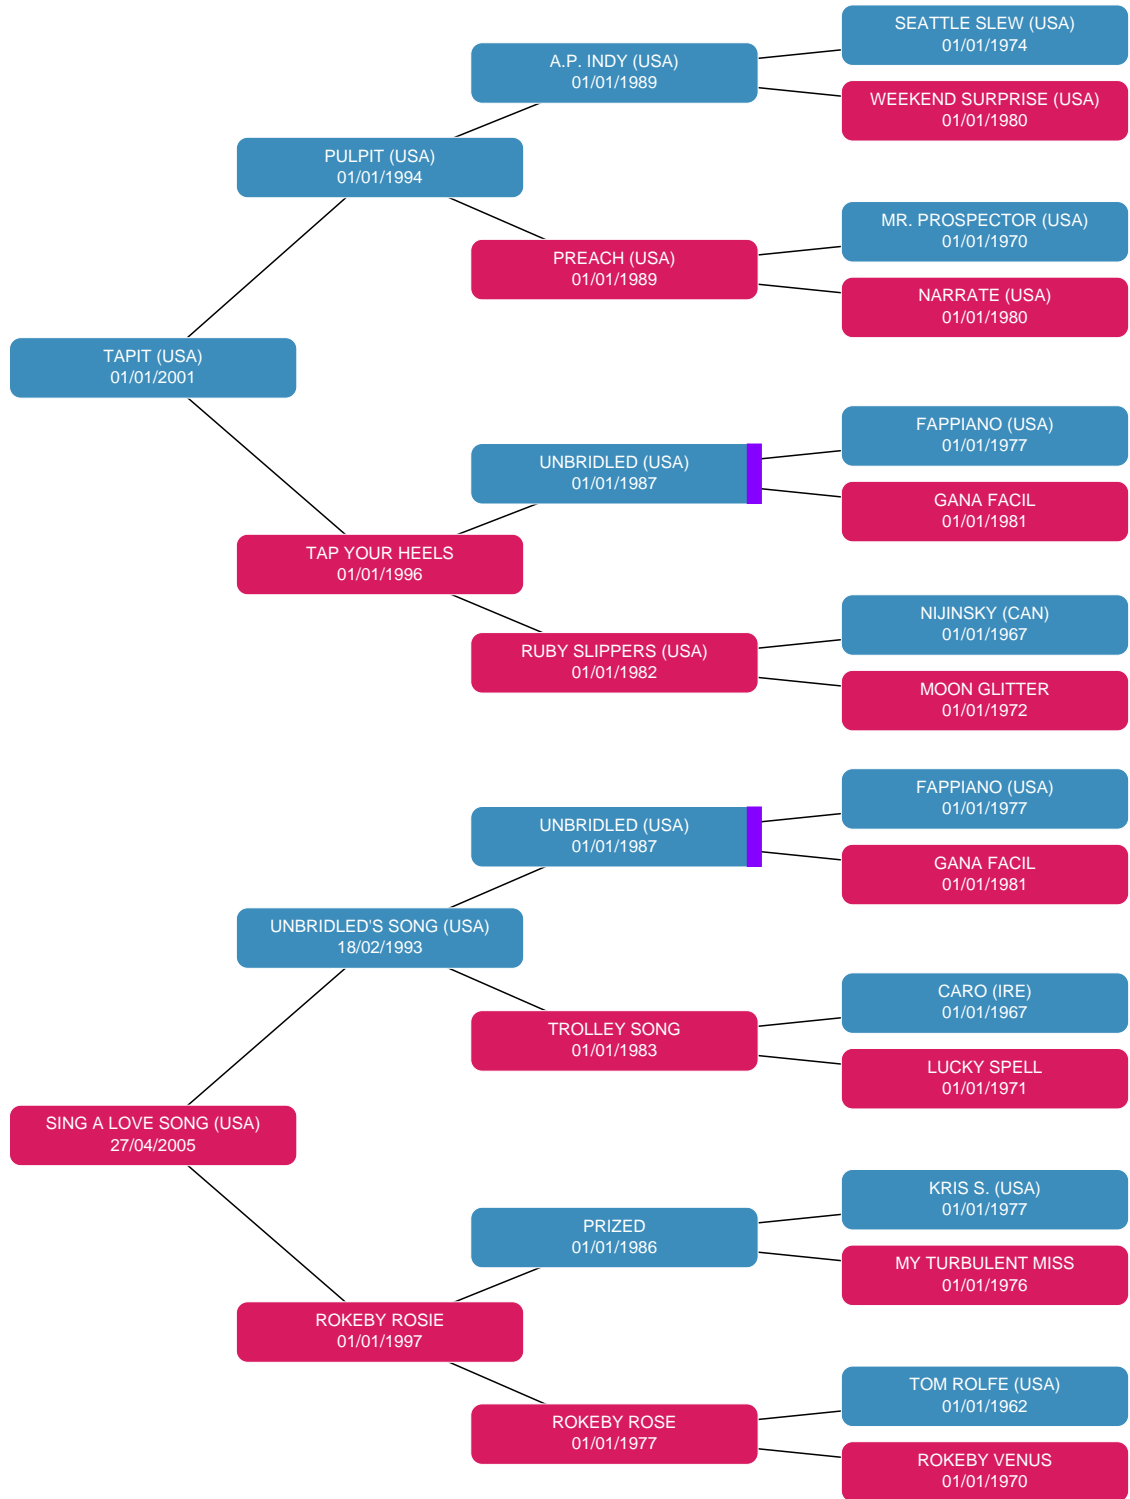 SEATTLE SLEW (USA)
01/01/1974
A.P. INDY (USA)
01/01/1989
WEEKEND SURPRISE (USA)
01/01/1980
PULPIT (USA)
01/01/1994
MR. PROSPECTOR (USA)
01/01/1970
PREACH (USA)
01/01/1989
NARRATE (USA)
01/01/1980
TAPIT (USA)
01/01/2001
FAPPIANO (USA)
01/01/1977
UNBRIDLED (USA)
01/01/1987
GANA FACIL
01/01/1981
TAP YOUR HEELS
01/01/1996
NIJINSKY (CAN)
01/01/1967
RUBY SLIPPERS (USA)
01/01/1982
MOON GLITTER
01/01/1972
FAPPIANO (USA)
01/01/1977
UNBRIDLED (USA)
01/01/1987
GANA FACIL
01/01/1981
UNBRIDLED'S SONG (USA)
18/02/1993
CARO (IRE)
01/01/1967
TROLLEY SONG
01/01/1983
LUCKY SPELL
01/01/1971
SING A LOVE SONG (USA)
27/04/2005
KRIS S. (USA)
01/01/1977
PRIZED
01/01/1986
MY TURBULENT MISS
01/01/1976
ROKEBY ROSIE
01/01/1997
TOM ROLFE (USA)
01/01/1962
ROKEBY ROSE
01/01/1977
ROKEBY VENUS
01/01/1970